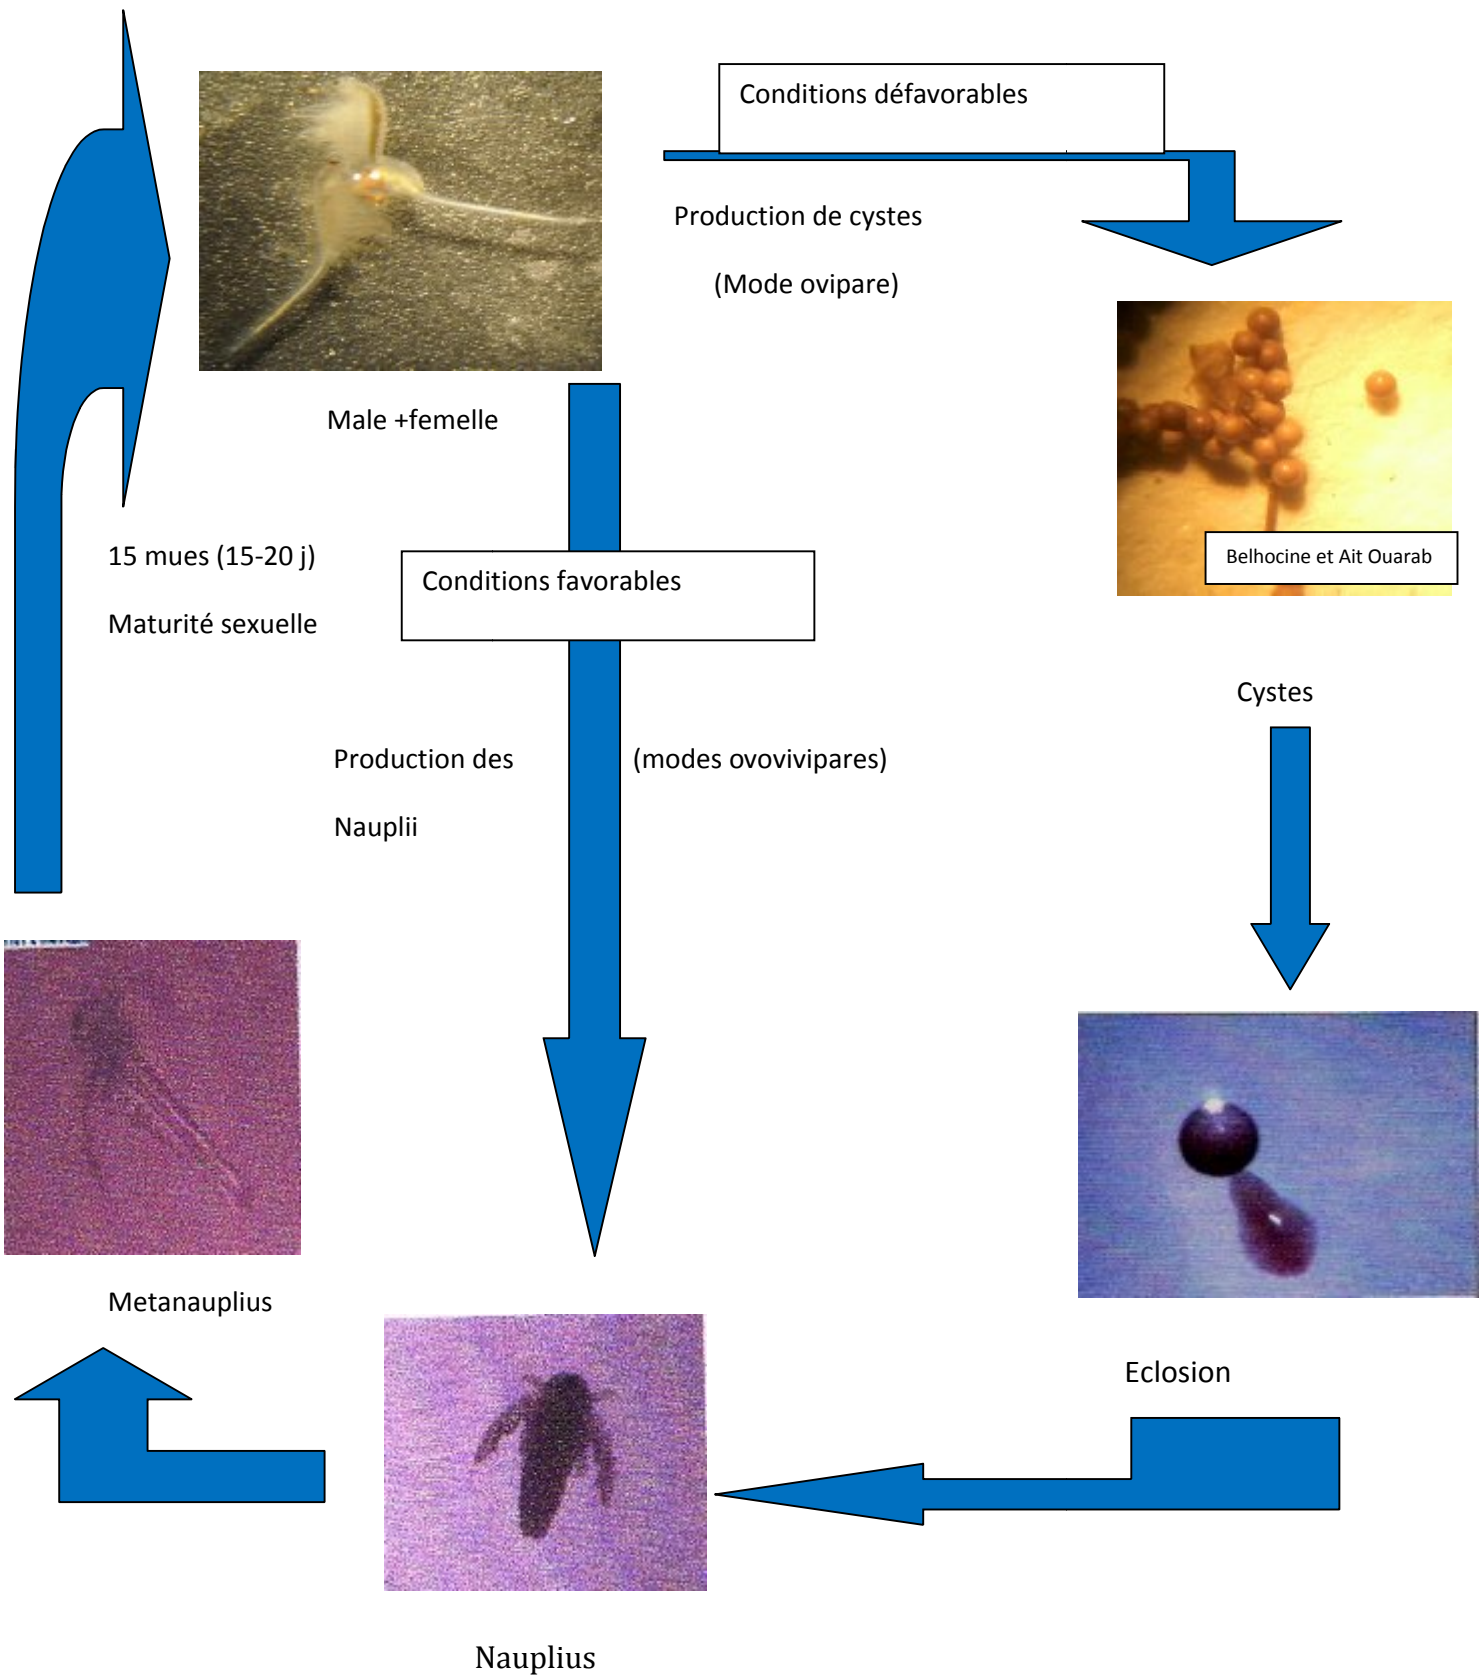 Conditions défavorables
Production de cystes
(Mode ovipare)
Male +femelle
15 mues (15-20 j)
Maturité sexuelle
Conditions favorables
Belhocine et Ait Ouarab
Cystes
Production des
(modes ovovivipares)
Nauplii
Metanauplius
Eclosion
Nauplius